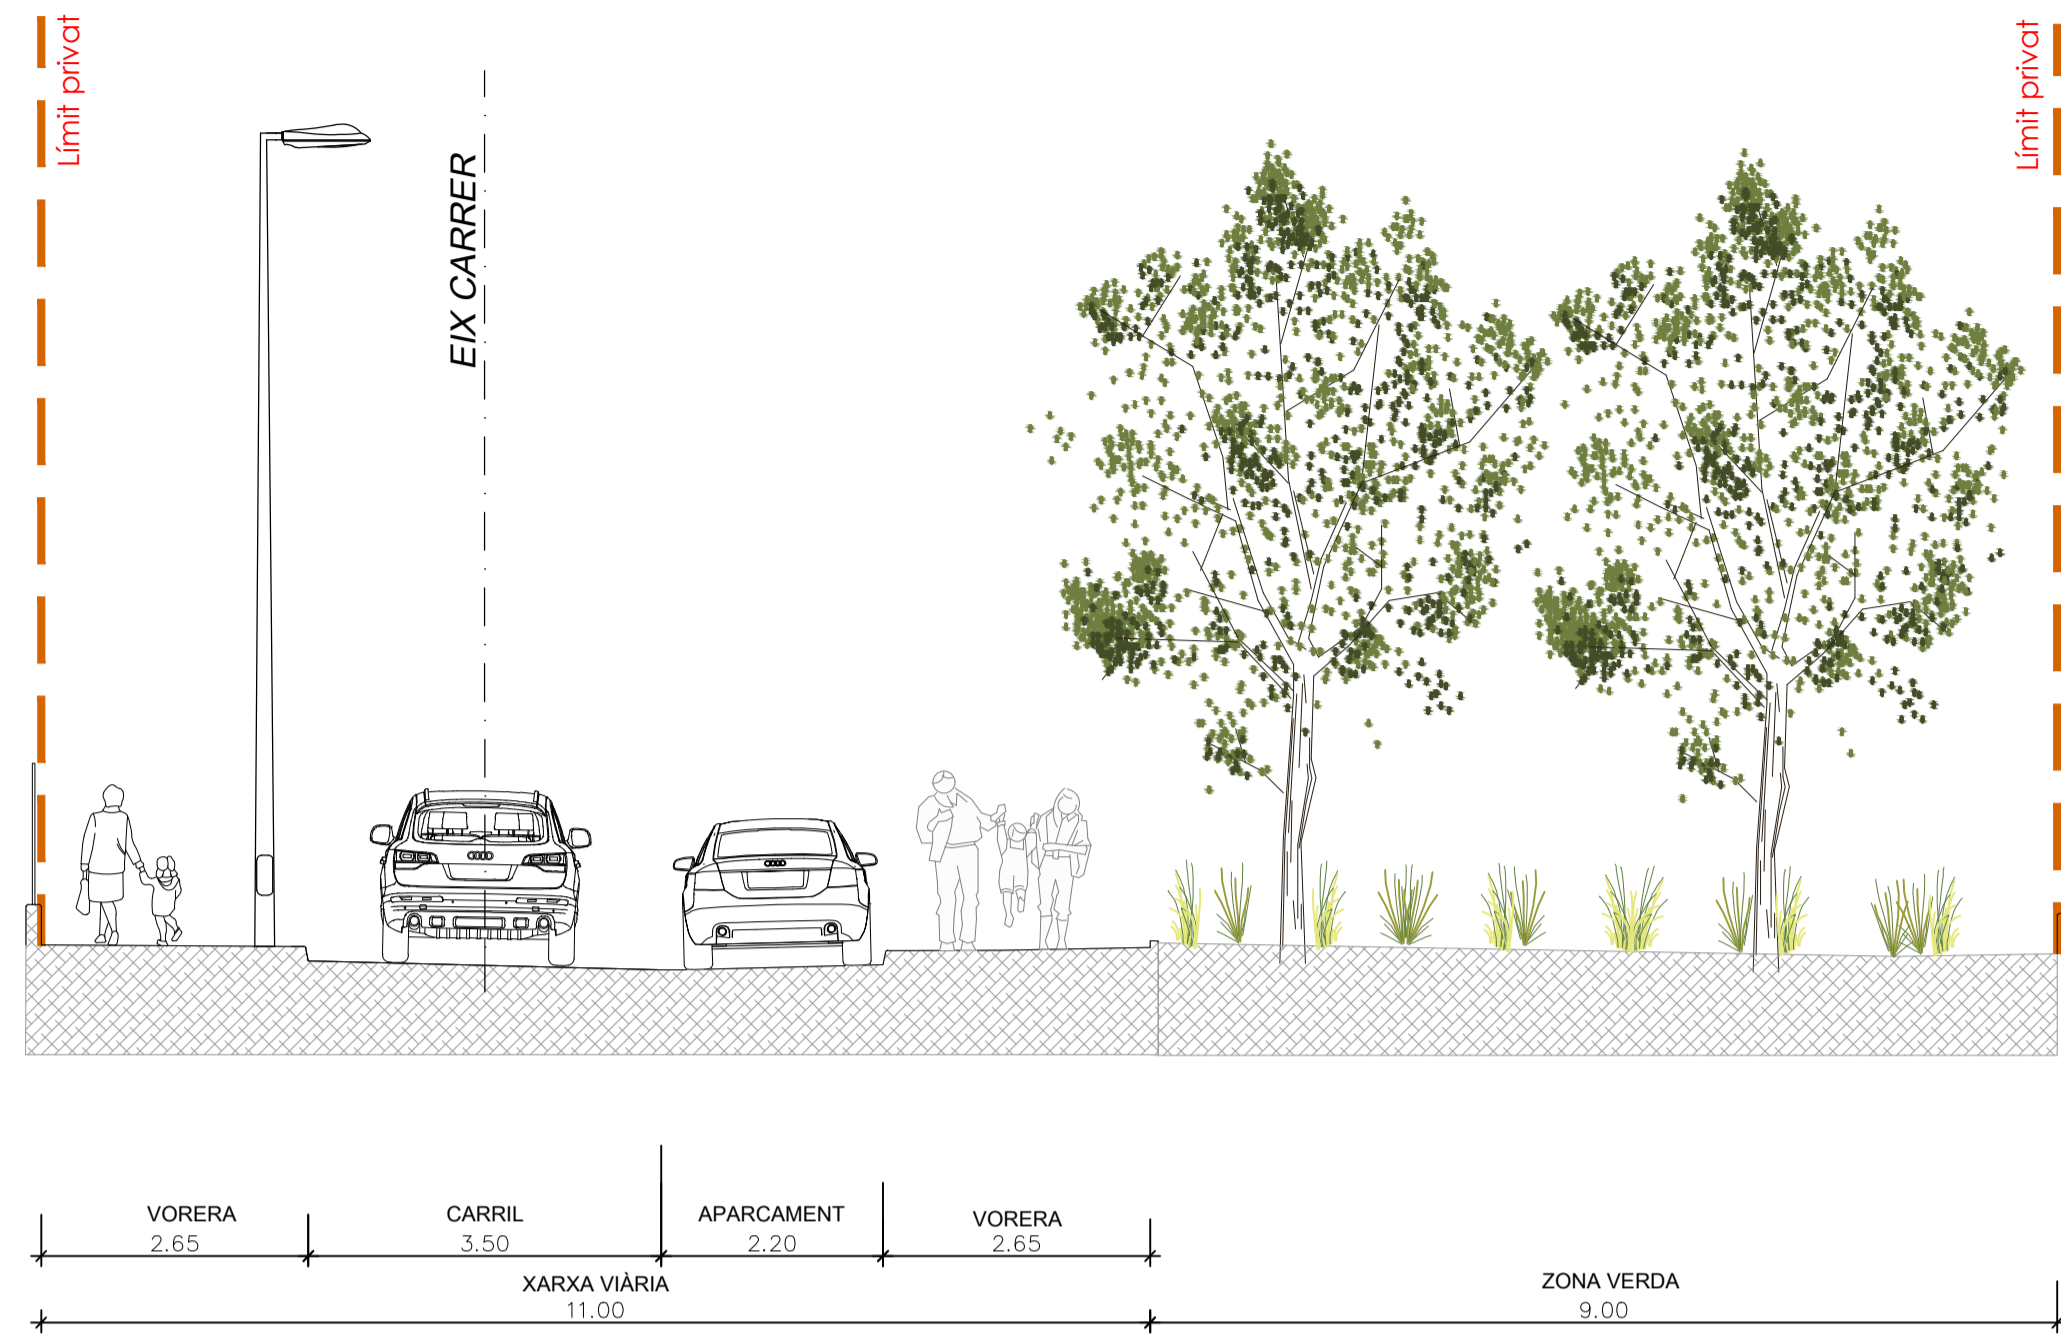 Límit privat
Límit privat
EIX CARRER
VORERA
2.65
CARRIL
3.50
APARCAMENT
2.20
VORERA
2.65
XARXA VIÀRIA
11.00
ZONA VERDA
9.00